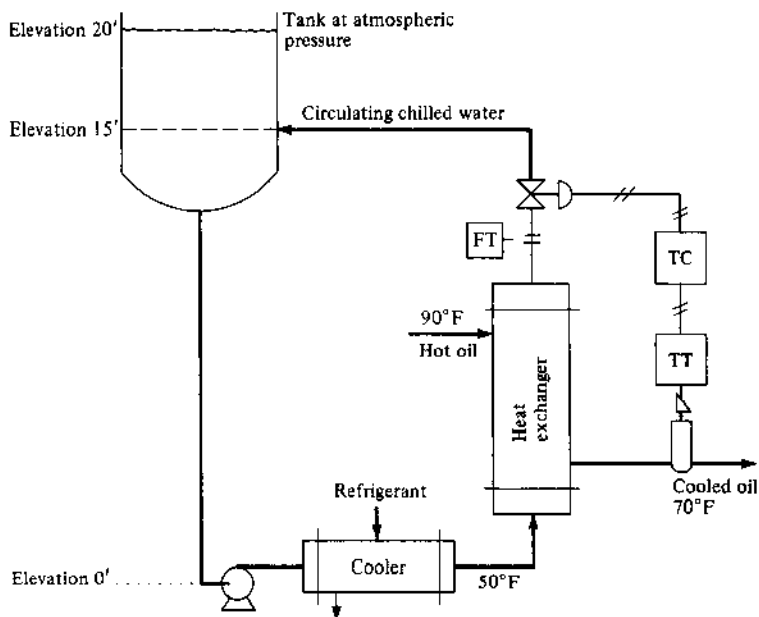 Elevation 20'
Tank at atmospheric
pressure
Elevation 15'
Circulating chilled water
FT
TC
90°F
Hot oil
TT
Heat
exchanger
Cooled oil
70°F
Refrigerant
Cooler
50°F
Elevation 0'